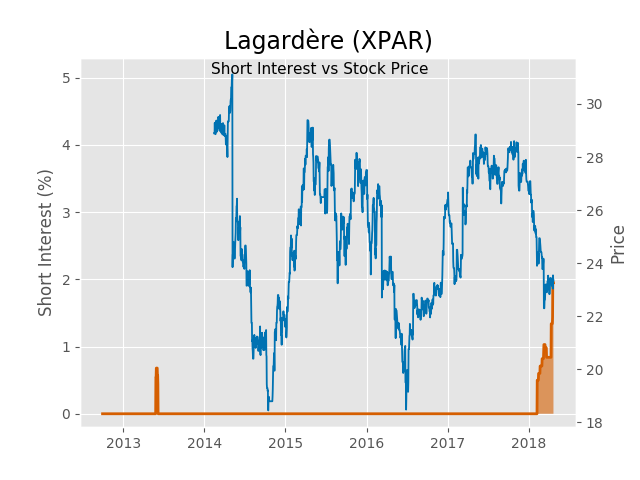 Lagardère (XPAR)
Short Interest vs Stock Price
Short Interest (%)
5
4
3
2
1
0
30
28
26
24
22
20
18
Price
2013 2014 2015 2016 2017 2018